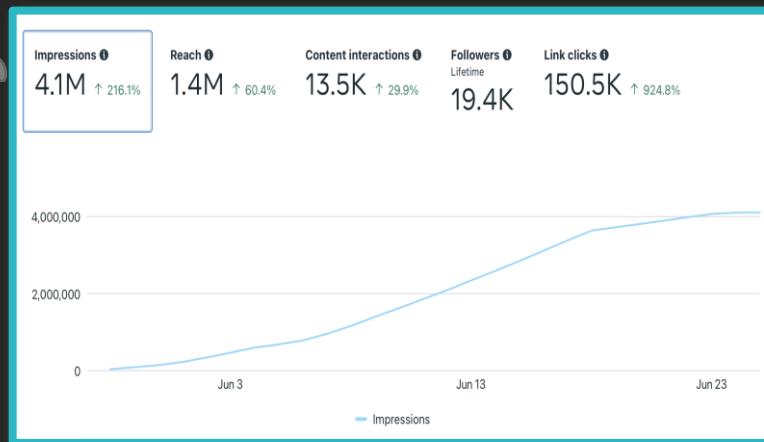 Impressions
4.1M ↑ 216.1%
Reach
1.4M ↑ 60.4%
Content interactions
13.5K ↑ 29.9%
Followers
Lifetime
19.4K
Link clicks
150.5K ↑ 924.8%
4,000,000
2,000,000
0
Jun 3
Jun 13
Jun 23
Impressions